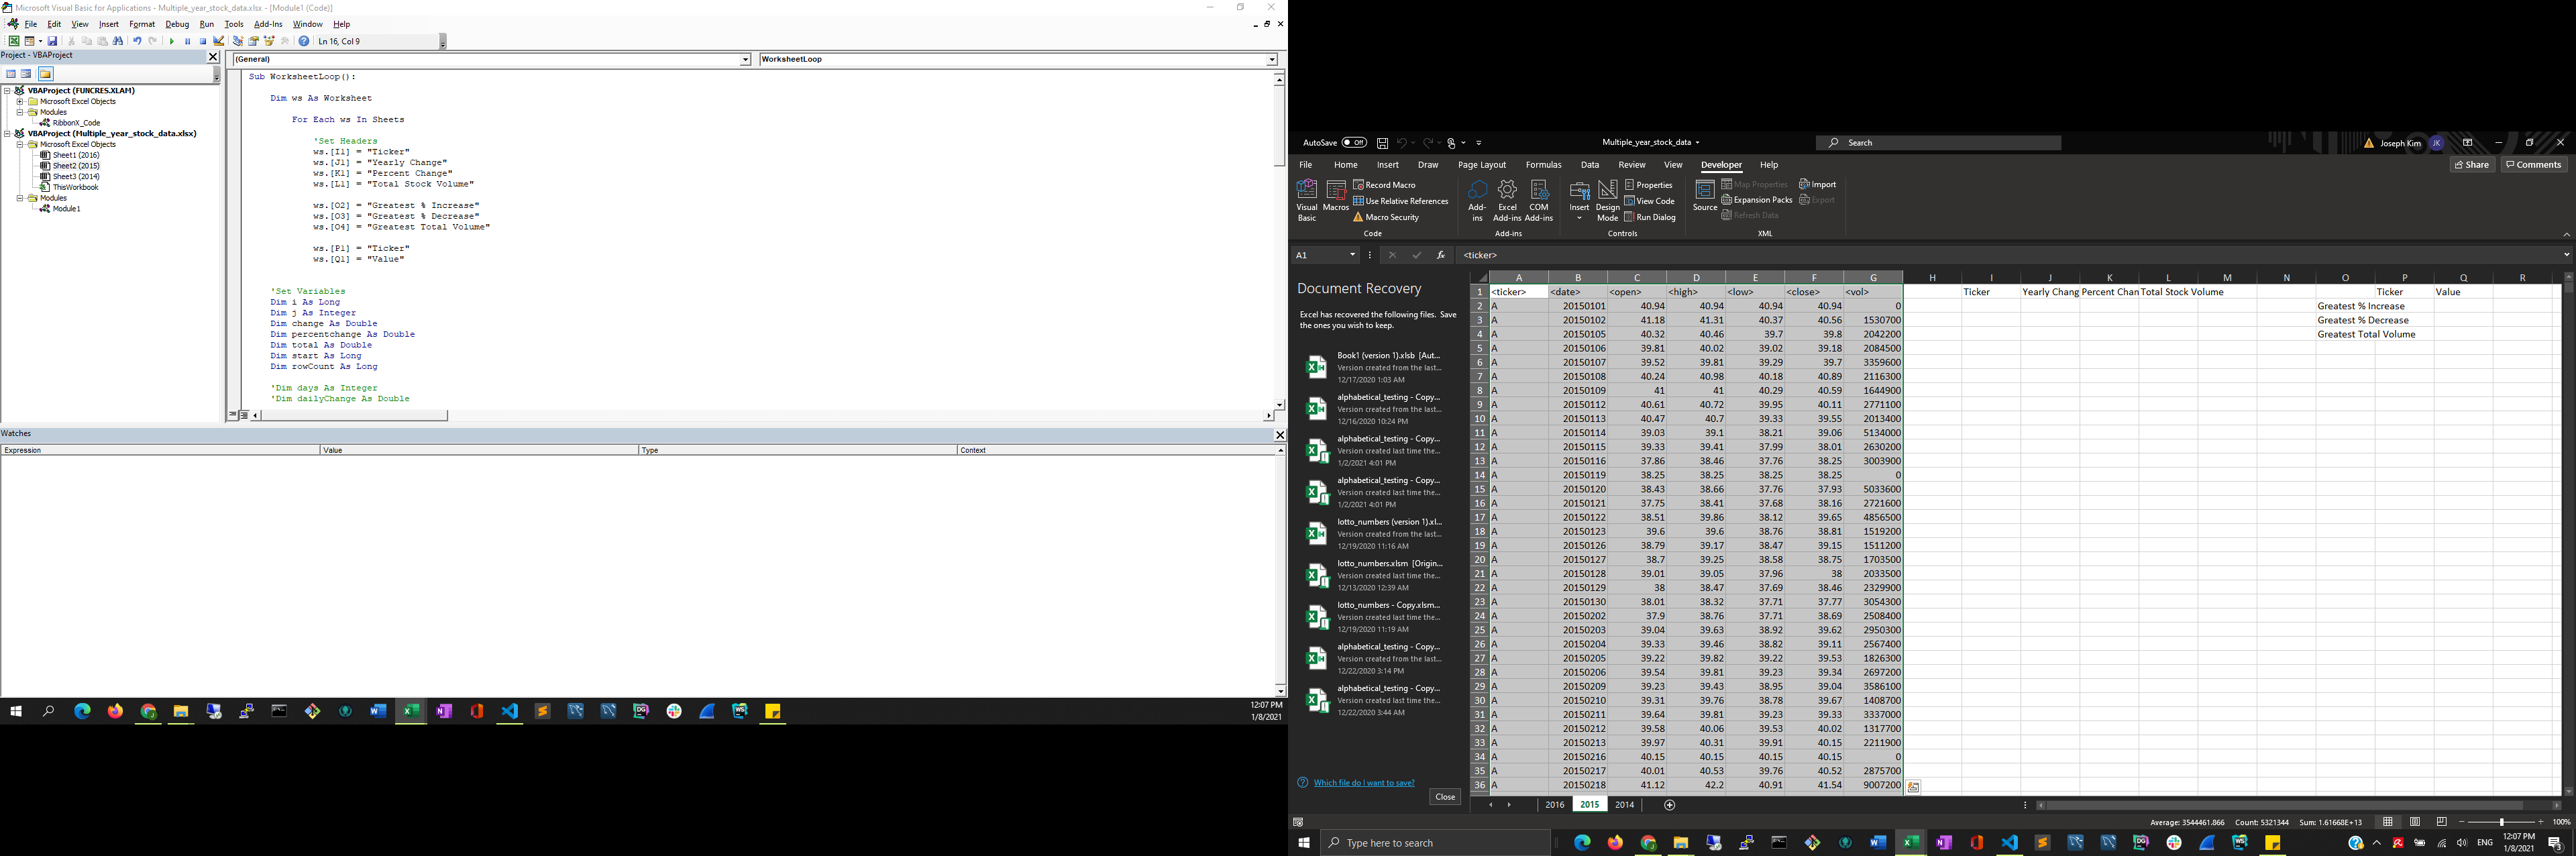 Microsoft Visual Basic for Applications - Multiple_year_stock_data.xlsx - [Module1 (Code)]
File Edit View Insert Format Debug Run Tools Add-Ins Window Help
Ln 16, Col 9
Project - VBAProject
VBAProject (FUNCRES.XLAM)
Microsoft Excel Objects
Modules
RibbonX_Code
VBAProject (Multiple_year_stock_data.xlsx)
Microsoft Excel Objects
Sheet1 (2016)
Sheet2 (2015)
Sheet3 (2014)
ThisWorkbook
Modules
Module1
(General) WorksheetLoop
Sub WorksheetLoop():
Dim ws As Worksheet
For Each ws In Sheets
'Set Headers
ws.[I1] = "Ticker"
ws.[J1] = "Yearly Change"
ws.[K1] = "Percent Change"
ws.[L1] = "Total Stock Volume"
ws.[O2] = "Greatest % Increase"
ws.[O3] = "Greatest % Decrease"
ws.[O4] = "Greatest Total Volume"
ws.[P1] = "Ticker"
ws.[Q1] = "Value"
'Set Variables
Dim i As Long
Dim j As Integer
Dim change As Double
Dim percentchange As Double
Dim total As Double
Dim start As Long
Dim rowCount As Long
'Dim days As Integer
'Dim dailyChange As Double
Watches
Expression Value Type Context
12:07 PM
1/8/2021
AutoSave Off Multiple_year_stock_data Search Joseph Kim JK
File Home Insert Draw Page Layout Formulas Data Review View Developer Help Share Comments
Visual Basic Macros Record Macro Use Relative References Macro Security Code
Add-ins Excel Add-ins COM Add-ins Add-ins
Insert Design Mode Properties View Code Run Dialog Controls
Source Map Properties Expansion Packs Refresh Data Import Export XML
A1 fx <ticker>
Document Recovery
Excel has recovered the following files. Save
the ones you wish to keep.
Book1 (version 1).xlsb [Aut...
Version created from the last...
12/17/2020 1:03 AM
alphabetical_testing - Copy...
Version created from the last...
12/16/2020 10:24 PM
alphabetical_testing - Copy...
Version created last time the...
1/2/2021 4:01 PM
alphabetical_testing - Copy...
Version created last time the...
1/2/2021 4:01 PM
lotto_numbers (version 1).xl...
Version created from the last...
12/19/2020 11:16 AM
lotto_numbers.xlsm [Origin...
Version created last time the...
12/13/2020 12:39 AM
lotto_numbers - Copy.xlsm...
Version created last time the...
12/19/2020 11:19 AM
alphabetical_testing - Copy...
Version created from the last...
12/22/2020 3:14 PM
alphabetical_testing - Copy...
Version created last time the...
12/22/2020 3:44 AM
Which file do I want to save?
Close
A B C D E F G H I J K L M N O P Q R
1 <ticker> <date> <open> <high> <low> <close> <vol> Ticker Yearly Chang Percent Chan Total Stock Volume Ticker Value
2 A 20150101 40.94 40.94 40.94 40.94 0 Greatest % Increase
3 A 20150102 41.18 41.31 40.37 40.56 1530700 Greatest % Decrease
4 A 20150105 40.32 40.46 39.7 39.8 2042200 Greatest Total Volume
5 A 20150106 39.81 40.02 39.02 39.18 2084500
6 A 20150107 39.52 39.81 39.29 39.7 3359600
7 A 20150108 40.24 40.98 40.18 40.89 2116300
8 A 20150109 41 41 40.29 40.59 1644900
9 A 20150112 40.61 40.72 39.95 40.11 2771100
10 A 20150113 40.47 40.7 39.33 39.55 2013400
11 A 20150114 39.03 39.1 38.21 39.06 5134000
12 A 20150115 39.33 39.41 37.99 38.01 2630200
13 A 20150116 37.86 38.46 37.76 38.25 3003900
14 A 20150119 38.25 38.25 38.25 38.25 0
15 A 20150120 38.43 38.66 37.76 37.93 5033600
16 A 20150121 37.75 38.41 37.68 38.16 2721600
17 A 20150122 38.51 39.86 38.12 39.65 4856500
18 A 20150123 39.6 39.6 38.76 38.81 1519200
19 A 20150126 38.79 39.17 38.47 39.15 1511200
20 A 20150127 38.7 39.25 38.58 38.75 1703500
21 A 20150128 39.01 39.05 37.96 38 2033500
22 A 20150129 38 38.47 37.69 38.46 2329900
23 A 20150130 38.01 38.32 37.71 37.77 3054300
24 A 20150202 37.9 38.76 37.71 38.69 2508400
25 A 20150203 39.04 39.63 38.92 39.62 2950300
26 A 20150204 39.33 39.46 38.82 39.11 2567400
27 A 20150205 39.22 39.82 39.22 39.53 1826300
28 A 20150206 39.54 39.81 39.23 39.34 2697200
29 A 20150209 39.23 39.43 38.95 39.04 3586100
30 A 20150210 39.31 39.76 38.78 39.67 1408700
31 A 20150211 39.64 39.81 39.23 39.33 3337000
32 A 20150212 39.58 40.06 39.53 40.02 1317700
33 A 20150213 39.97 40.31 39.91 40.15 2211900
34 A 20150216 40.15 40.15 40.15 40.15 0
35 A 20150217 40.01 40.53 39.76 40.52 2875700
36 A 20150218 41.12 42.2 40.91 41.54 9007200
2016 2015 2014
Average: 3544461.866 Count: 5321344 Sum: 1.61668E+13 100%
Type here to search
ENG 12:07 PM
1/8/2021